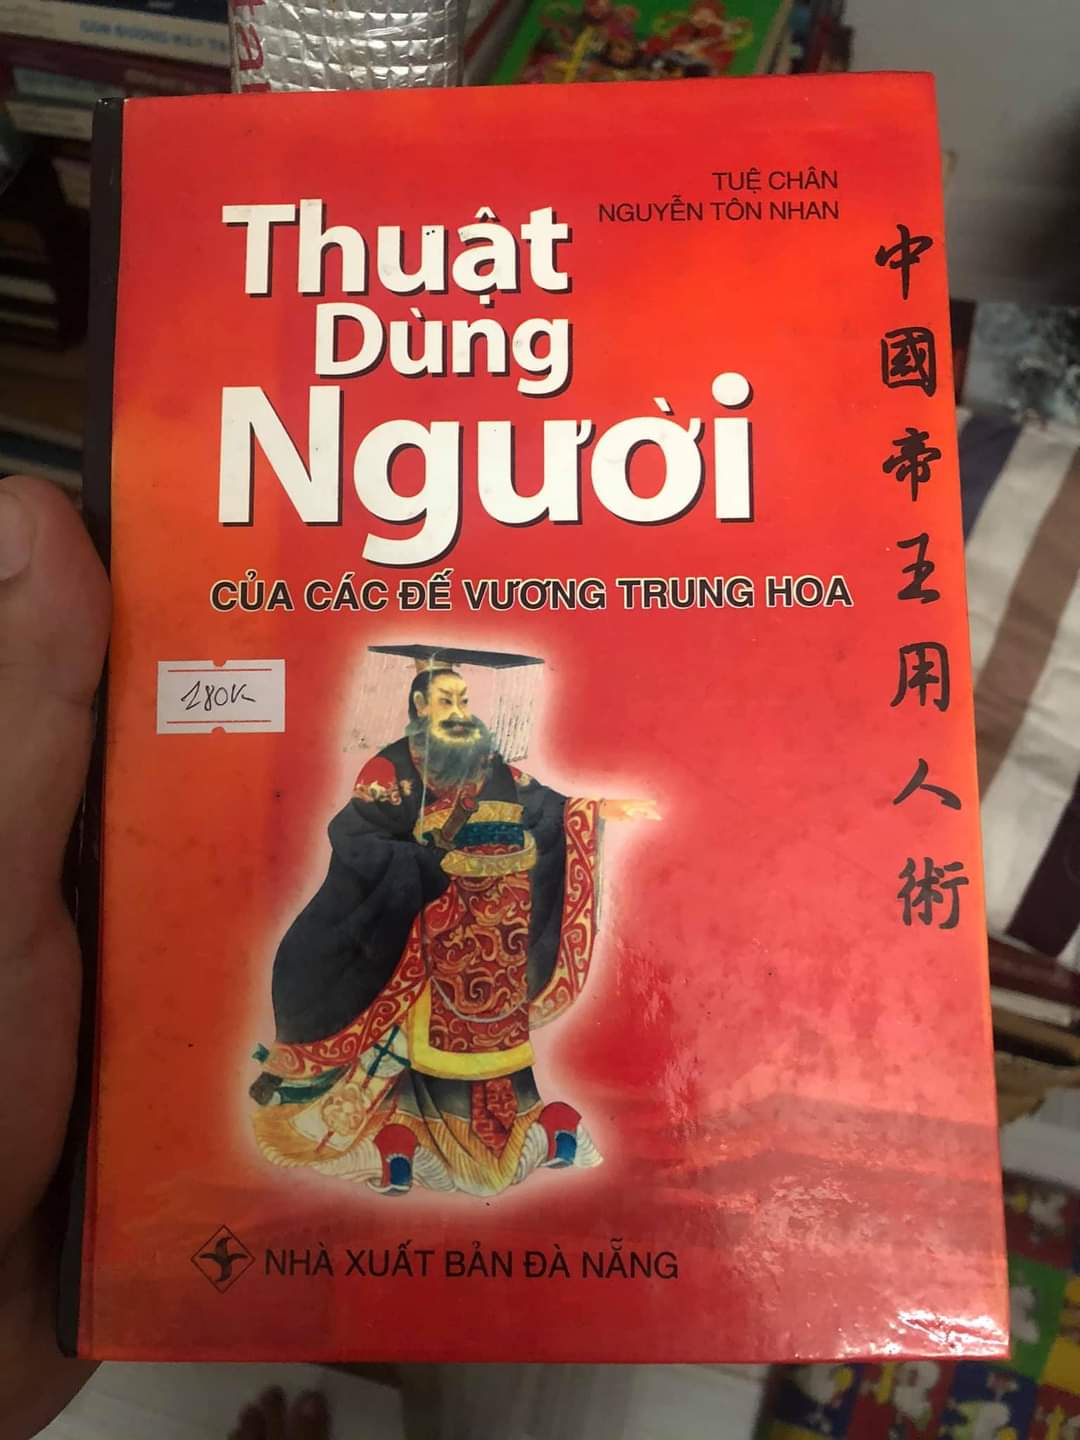 TUỆ CHÂN
NGUYỄN TÔN NHAN
Thuật
Dùng
Người
CỦA CÁC ĐẾ VƯƠNG TRUNG HOA
中國帝王用人術
280K
NHÀ XUẤT BẢN ĐÀ NẴNG